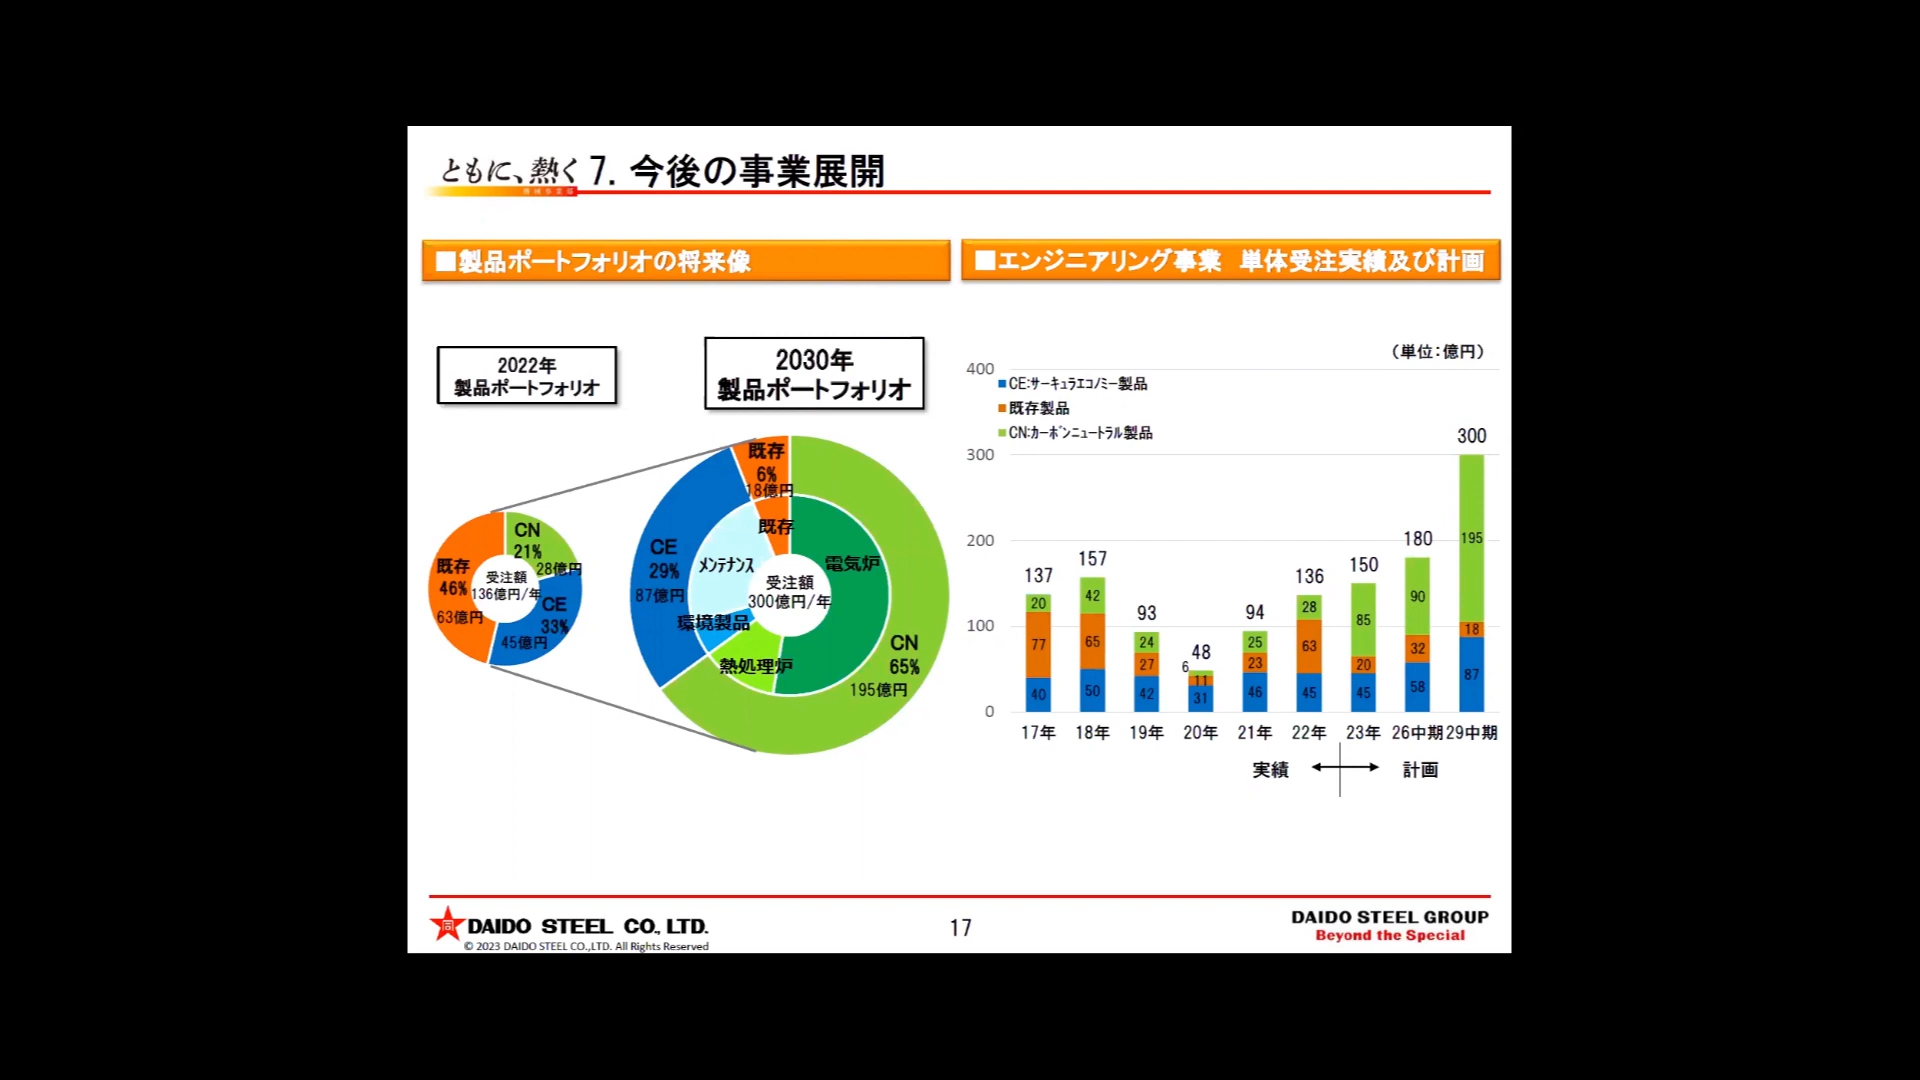 ともに、熱く 7. 今後の事業展開
機械事業部
■製品ポートフォリオの将来像
■エンジニアリング事業　単体受注実績及び計画
2022年
製品ポートフォリオ
2030年
製品ポートフォリオ
CN
21%
28億円
CE
33%
45億円
既存
46%
63億円
受注額
136億円/年
既存
6%
18億円
既存
CE
29%
87億円
メンテナンス
環境製品
熱処理炉
電気炉
受注額
300億円/年
CN
65%
195億円
（単位：億円）
CE:サーキュラエコノミー製品
既存製品
CN:カーボンニュートラル製品
400
300
200
100
0
137
20
77
40
157
42
65
50
93
24
27
42
48
6
11
31
94
25
23
46
136
28
63
45
150
85
20
45
180
90
32
58
300
195
18
87
17年 18年 19年 20年 21年 22年 23年 26中期 29中期
実績 計画
同 DAIDO STEEL CO., LTD.
© 2023 DAIDO STEEL CO.,LTD. All Rights Reserved
17
DAIDO STEEL GROUP
Beyond the Special